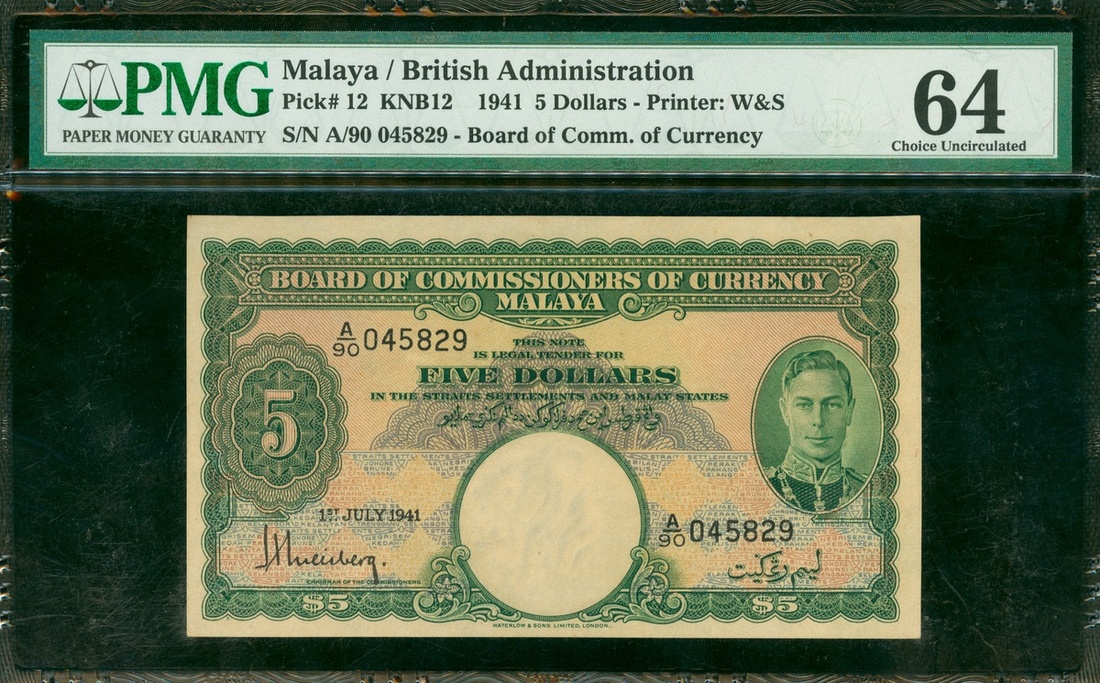 PMG
PAPER MONEY GUARANTY
Malaya / British Administration
Pick# 12 KNB12 1941 5 Dollars - Printer: W&S
S/N A/90 045829 - Board of Comm. of Currency
64
Choice Uncirculated
BOARD OF COMMISSIONERS OF CURRENCY
MALAYA
A/90 045829
THIS NOTE
IS LEGAL TENDER FOR
FIVE DOLLARS
IN THE STRAITS SETTLEMENTS AND MALAY STATES
5
1ST JULY 1941
A/90 045829
CHAIRMAN OF THE COMMISSIONERS
ليم رڠݢيت
$5
$5
WATERLOW & SONS LIMITED, LONDON.